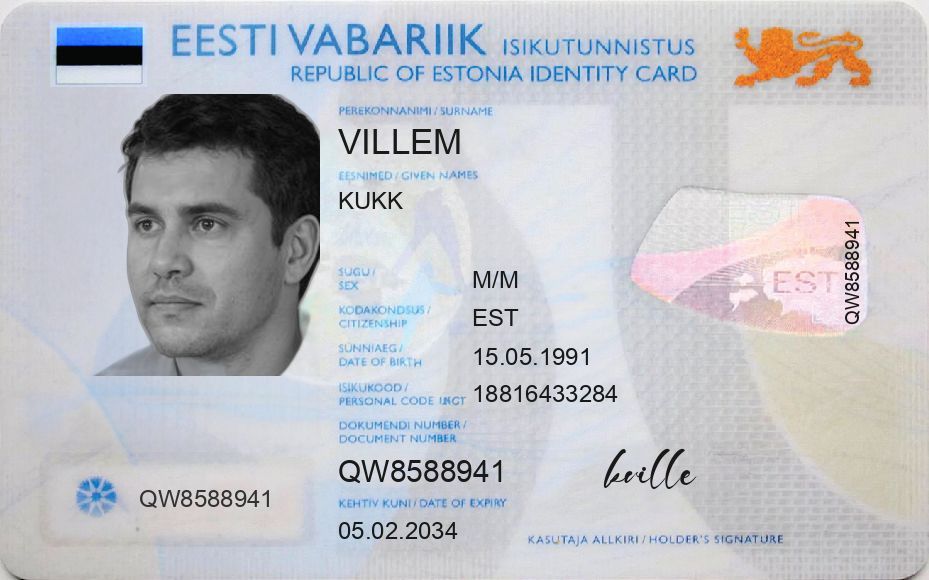 EESTI VABARIIK ISIKUTUNNISTUS
REPUBLIC OF ESTONIA IDENTITY CARD
PEREKONNANIMI / SURNAME
VILLEM
EESNIMED / GIVEN NAMES
KUKK
SUGU / SEX
M/M
KODAKONDSUS / CITIZENSHIP
EST
SÜNNIAEG / DATE OF BIRTH
15.05.1991
ISIKUKOOD / PERSONAL CODE
18816433284
DOKUMENDI NUMBER / DOCUMENT NUMBER
QW8588941
KEHTIV KUNI / DATE OF EXPIRY
05.02.2034
QW8588941
kville
KASUTAJA ALLKIRI / HOLDER'S SIGNATURE
EST
QW8588941